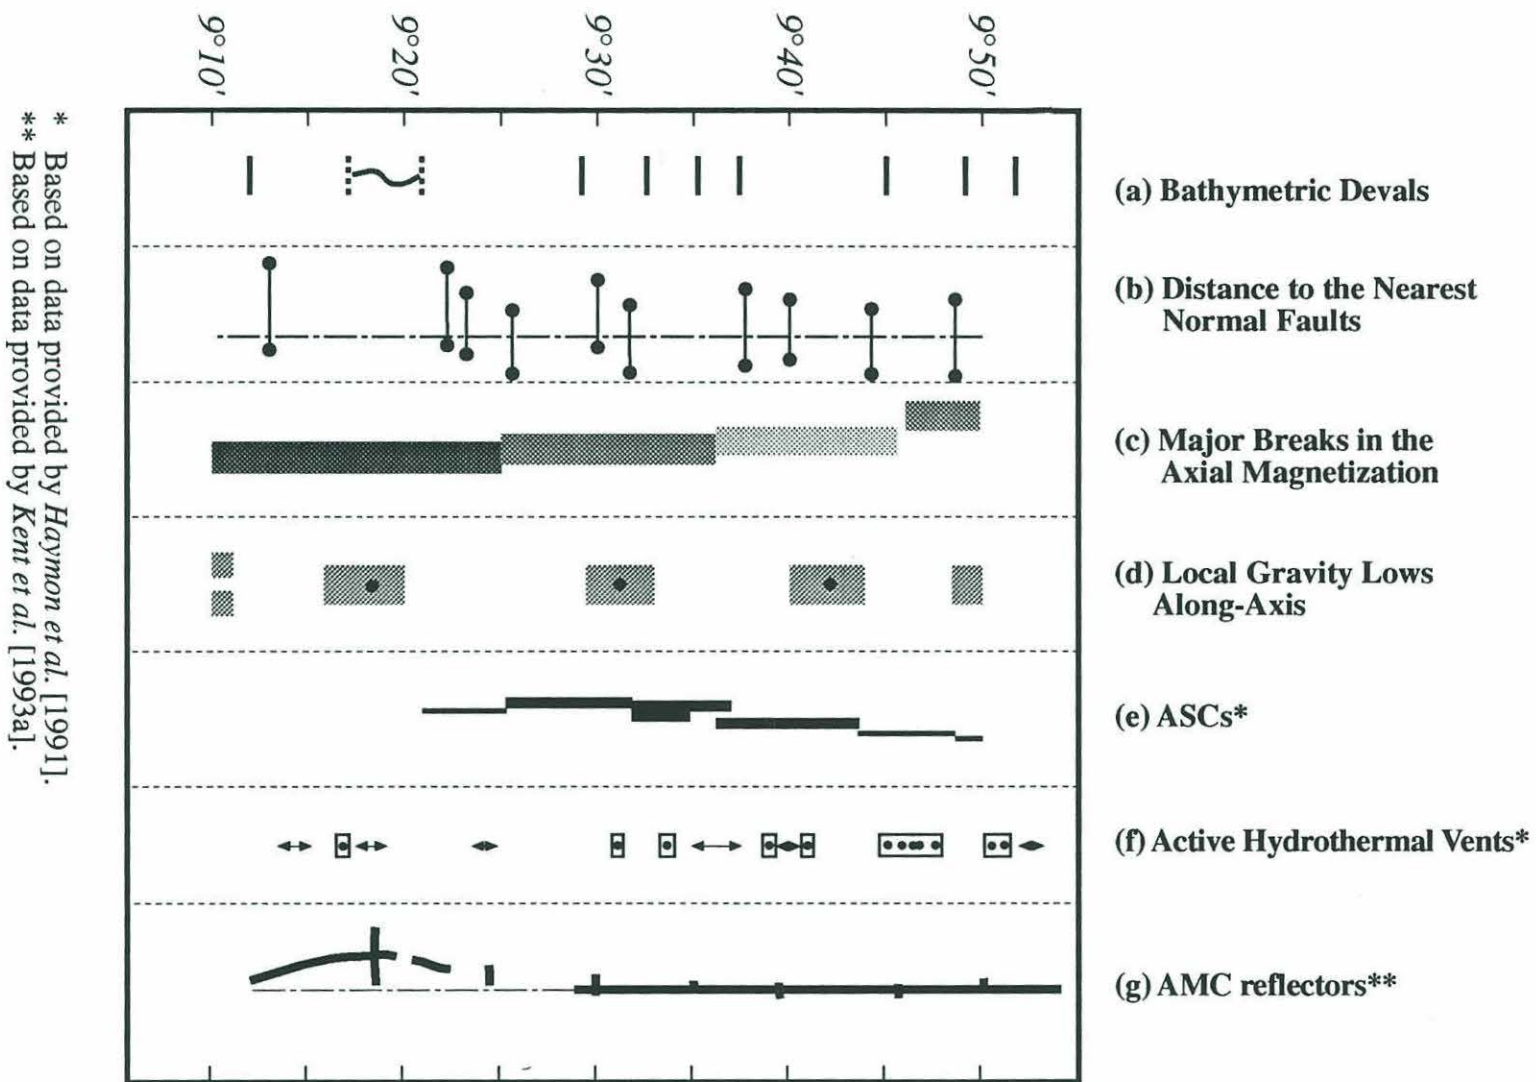 9°10'
9°20'
9°30'
9°40'
9°50'
(a) Bathymetric Devals
(b) Distance to the Nearest
Normal Faults
(c) Major Breaks in the
Axial Magnetization
(d) Local Gravity Lows
Along-Axis
(e) ASCs*
(f) Active Hydrothermal Vents*
(g) AMC reflectors**
* Based on data provided by Haymon et al. [1991].
** Based on data provided by Kent et al. [1993a].